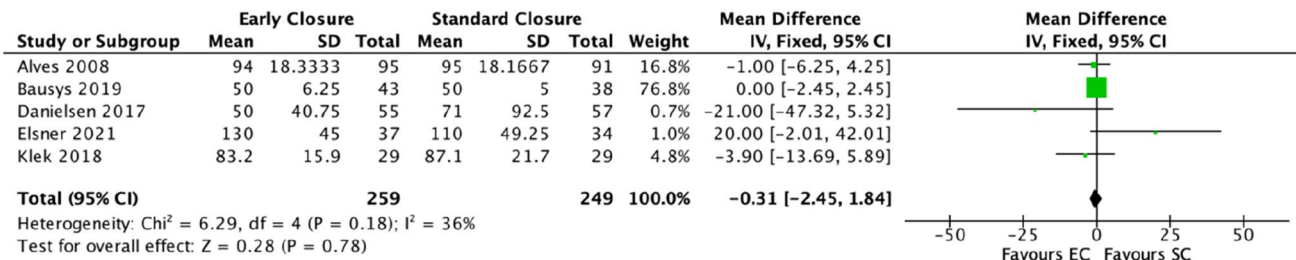 Early Closure Standard Closure Mean Difference Mean Difference
Study or Subgroup Mean SD Total Mean SD Total Weight IV, Fixed, 95% CI IV, Fixed, 95% CI
Alves 2008 94 18.3333 95 95 18.1667 91 16.8% -1.00 [-6.25, 4.25]
Bausys 2019 50 6.25 43 50 5 38 76.8% 0.00 [-2.45, 2.45]
Danielsen 2017 50 40.75 55 71 92.5 57 0.7% -21.00 [-47.32, 5.32]
Elsner 2021 130 45 37 110 49.25 34 1.0% 20.00 [-2.01, 42.01]
Klek 2018 83.2 15.9 29 87.1 21.7 29 4.8% -3.90 [-13.69, 5.89]
Total (95% CI) 259 249 100.0% -0.31 [-2.45, 1.84]
Heterogeneity: Chi² = 6.29, df = 4 (P = 0.18); I² = 36%
Test for overall effect: Z = 0.28 (P = 0.78)
-50 -25 0 25 50
Favours EC Favours SC